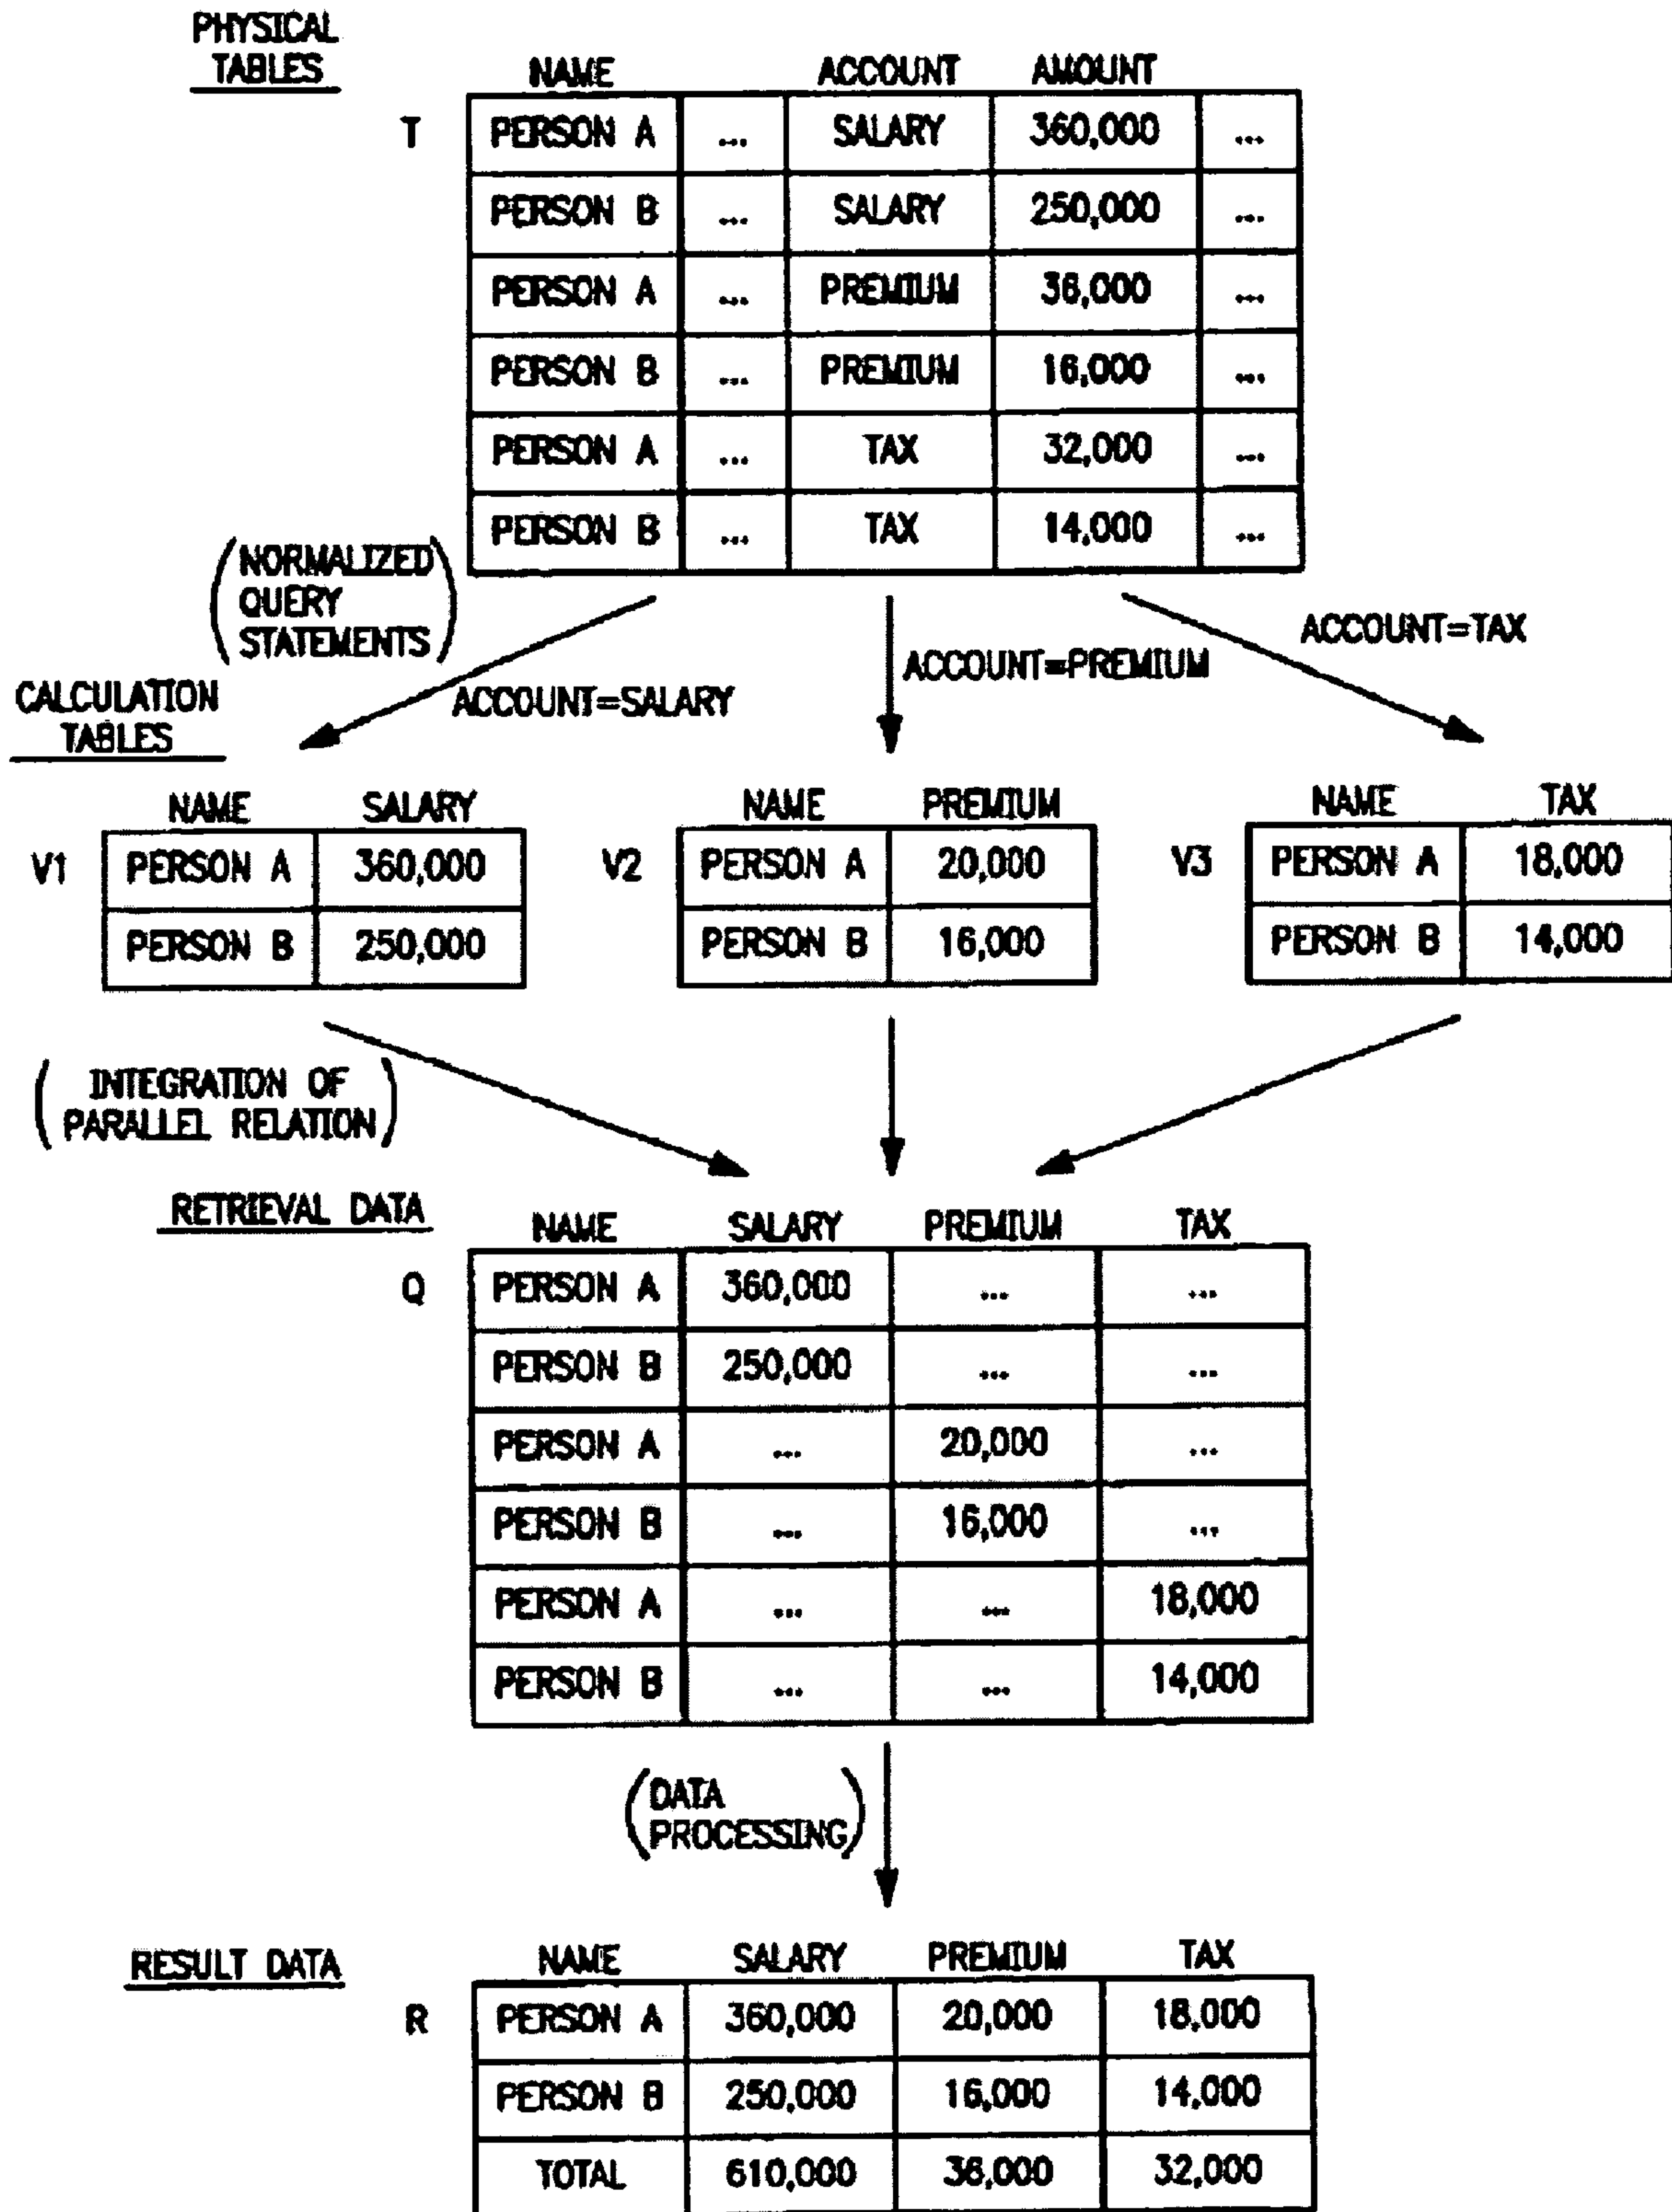 PHYSICAL
TABLES
NAME ACCOUNT AMOUNT
T PERSON A ... SALARY 360,000 ...
PERSON B ... SALARY 250,000 ...
PERSON A ... PREMIUM 36,000 ...
PERSON B ... PREMIUM 16,000 ...
PERSON A ... TAX 32,000 ...
PERSON B ... TAX 14,000 ...
(NORMALIZED
QUERY
STATEMENTS)
ACCOUNT=SALARY
ACCOUNT=PREMIUM
ACCOUNT=TAX
CALCULATION
TABLES
NAME SALARY
V1 PERSON A 360,000
PERSON B 250,000
NAME PREMIUM
V2 PERSON A 20,000
PERSON B 16,000
NAME TAX
V3 PERSON A 18,000
PERSON B 14,000
(INTEGRATION OF
PARALLEL RELATION)
RETRIEVAL DATA
NAME SALARY PREMIUM TAX
Q PERSON A 360,000 ... ...
PERSON B 250,000 ... ...
PERSON A ... 20,000 ...
PERSON B ... 16,000 ...
PERSON A ... ... 18,000
PERSON B ... ... 14,000
(DATA
PROCESSING)
RESULT DATA
NAME SALARY PREMIUM TAX
R PERSON A 360,000 20,000 18,000
PERSON B 250,000 16,000 14,000
TOTAL 610,000 36,000 32,000